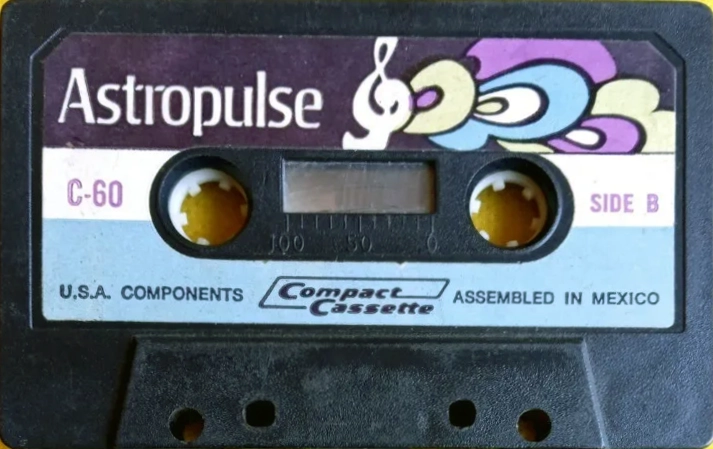 Astropulse
C-60
SIDE B
100 50 0
U.S.A. COMPONENTS
Compact
Cassette
ASSEMBLED IN MEXICO